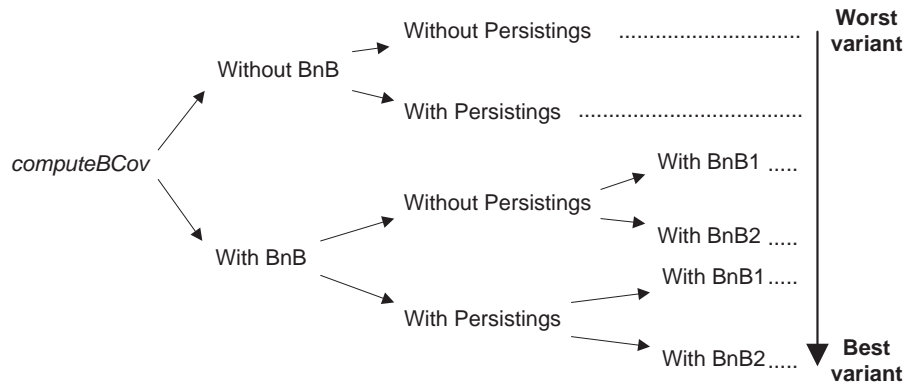 Without Persistings ..............................
Worst
variant
Without BnB
With Persistings .....................................
computeBCov
With BnB1 .....
Without Persistings
With BnB2 .....
With BnB
With BnB1 .....
With Persistings
With BnB2 .....
Best
variant